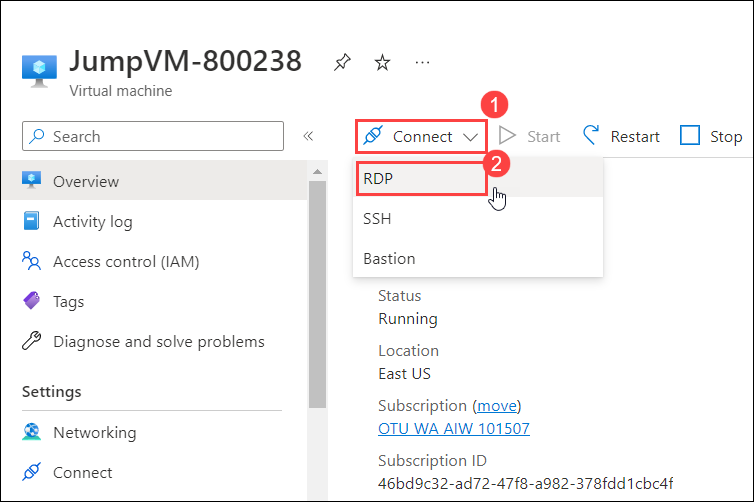 JumpVM-800238
Virtual machine
Search
Overview
Activity log
Access control (IAM)
Tags
Diagnose and solve problems
Settings
Networking
Connect
1
Connect
Start
Restart
Stop
2
RDP
SSH
Bastion
Status
Running
Location
East US
Subscription (move)
OTU WA AIW 101507
Subscription ID
46bd9c32-ad72-47f8-a982-378fdd1cbc4f